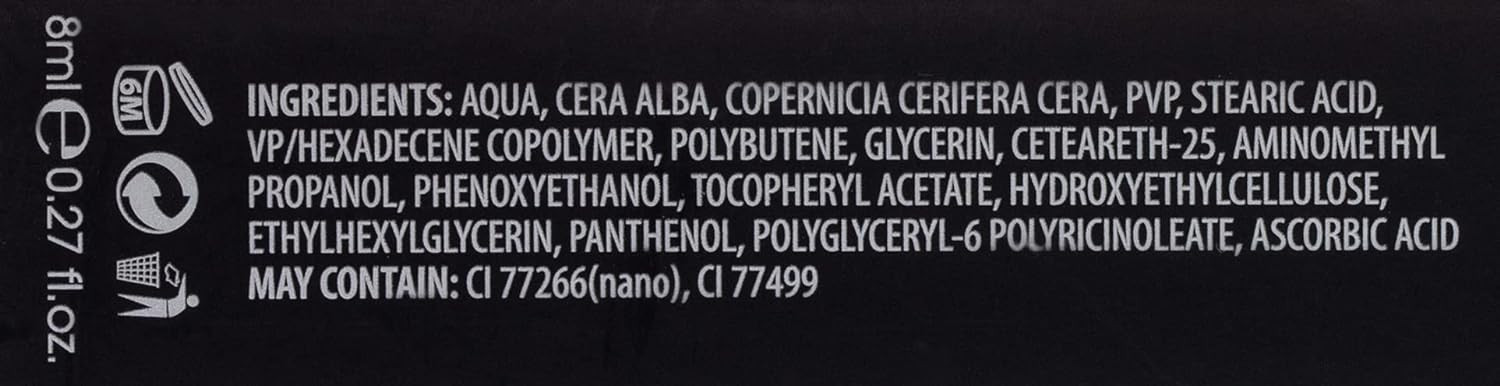 8ml e 0.27 fl.oz.
6M
INGREDIENTS: AQUA, CERA ALBA, COPERNICIA CERIFERA CERA, PVP, STEARIC ACID,
VP/HEXADECENE COPOLYMER, POLYBUTENE, GLYCERIN, CETEARETH-25, AMINOMETHYL
PROPANOL, PHENOXYETHANOL, TOCOPHERYL ACETATE, HYDROXYETHYLCELLULOSE,
ETHYLHEXYLGLYCERIN, PANTHENOL, POLYGLYCERYL-6 POLYRICINOLEATE, ASCORBIC ACID
MAY CONTAIN: CI 77266(nano), CI 77499